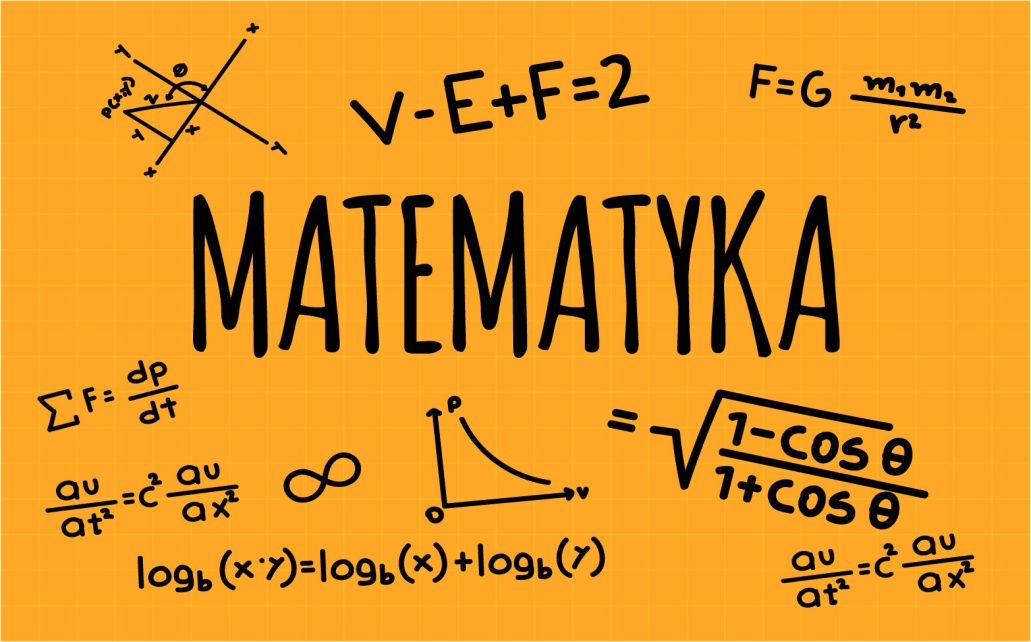 x
y
θ
P(x,y)
r
y
x
y
x
V-E+F=2
F=G m₁m₂/r²
MATEMATYKA
∑F=dp/dt
au/at²=c² au/ax²
∞
P
V
O
=√(1-cos θ/1+cos θ)
log_b(x·y)=log_b(x)+log_b(y)
au/at²=c² au/ax²